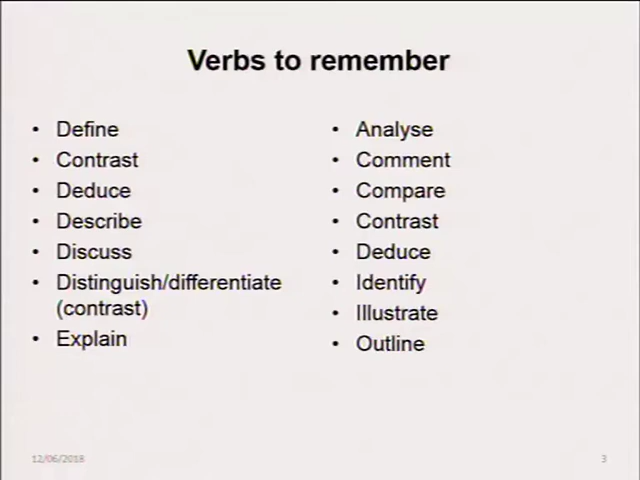 Verbs to remember
• Define
• Contrast
• Deduce
• Describe
• Discuss
• Distinguish/differentiate
(contrast)
• Explain
• Analyse
• Comment
• Compare
• Contrast
• Deduce
• Identify
• Illustrate
• Outline
12/06/2018
3